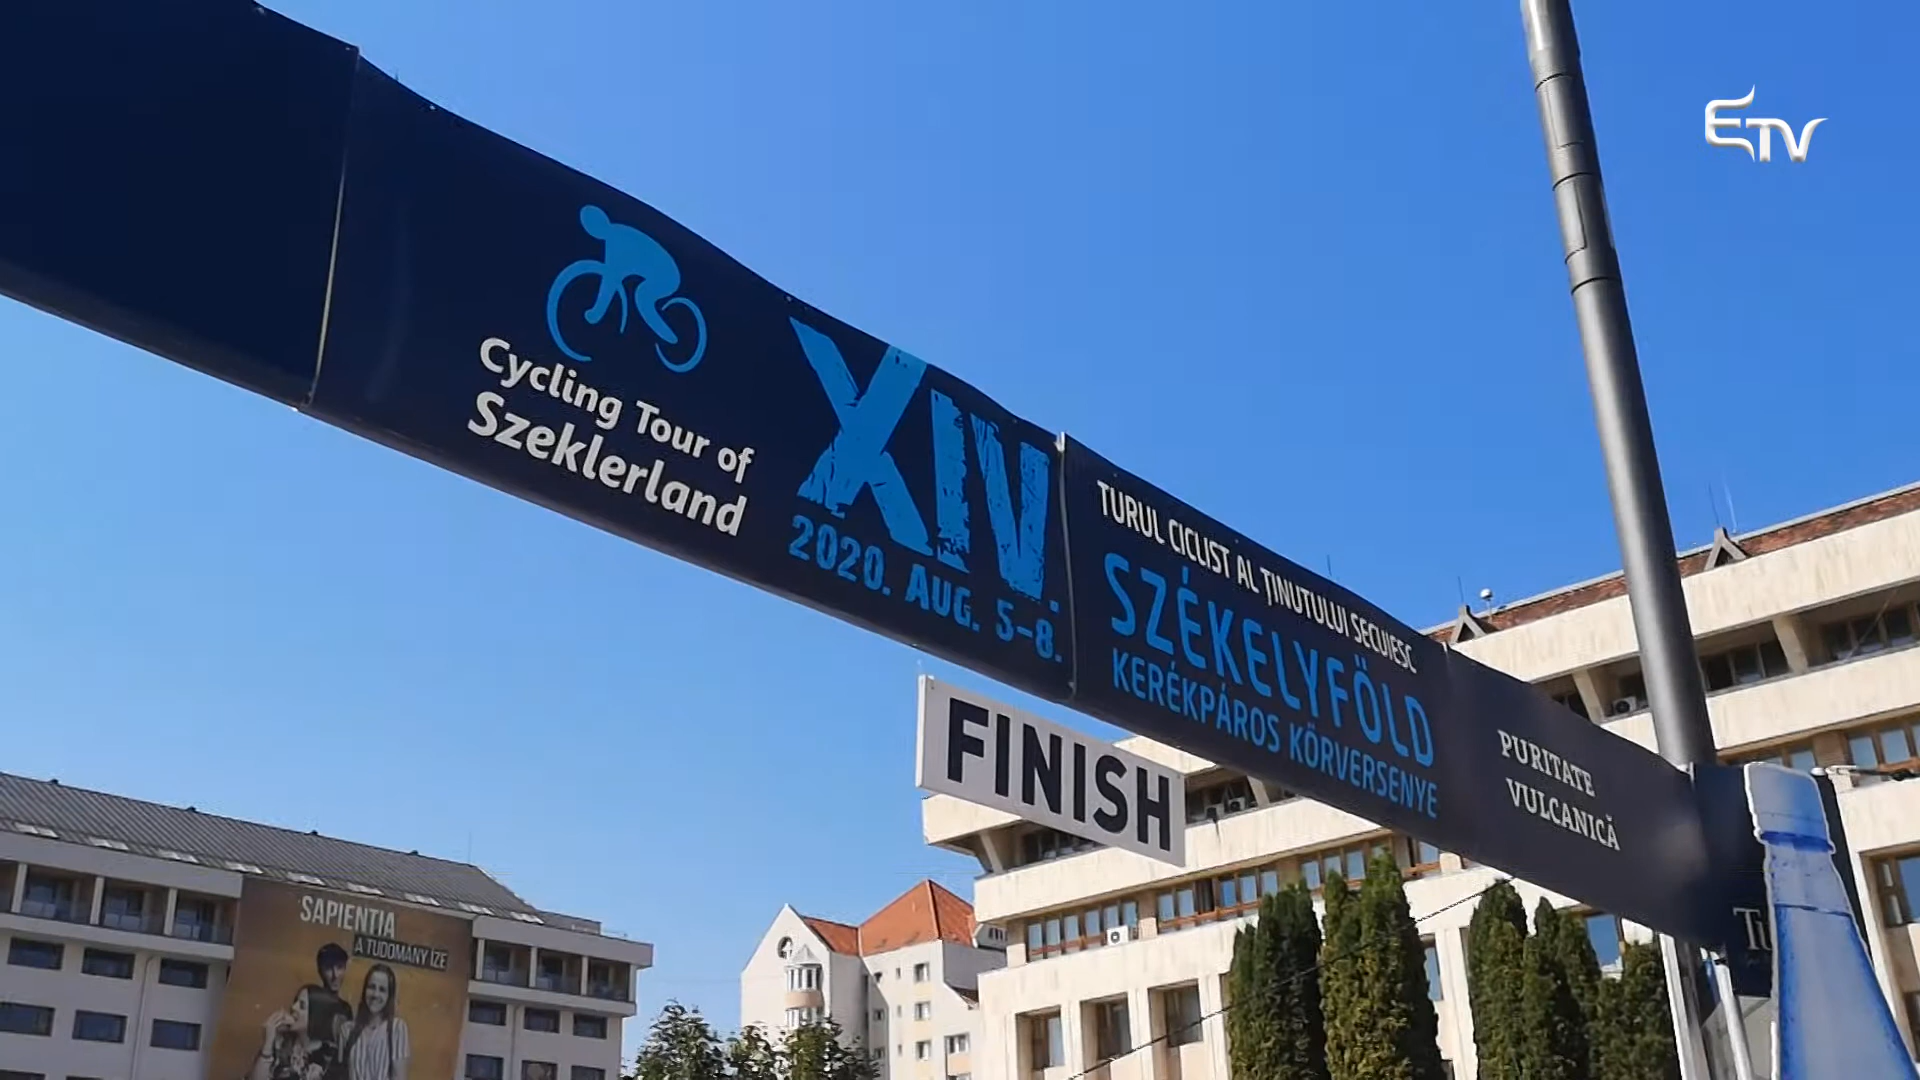 ETV
Cycling Tour of
Szeklerland
XIV.
2020. AUG. 5-8.
TURUL CICLIST AL ȚINUTULUI SECUIESC
SZÉKELYFÖLD
KERÉKPÁROS KÖRVERSENYE
PURITATE
VULCANICĂ
FINISH
SAPIENTIA
A TUDOMÁNY ÍZE